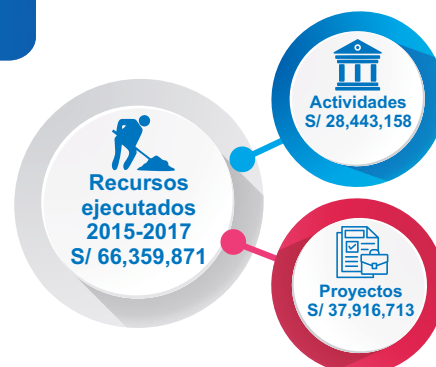 Actividades
S/ 28,443,158
Recursos
ejecutados
2015-2017
S/ 66,359,871
Proyectos
S/ 37,916,713